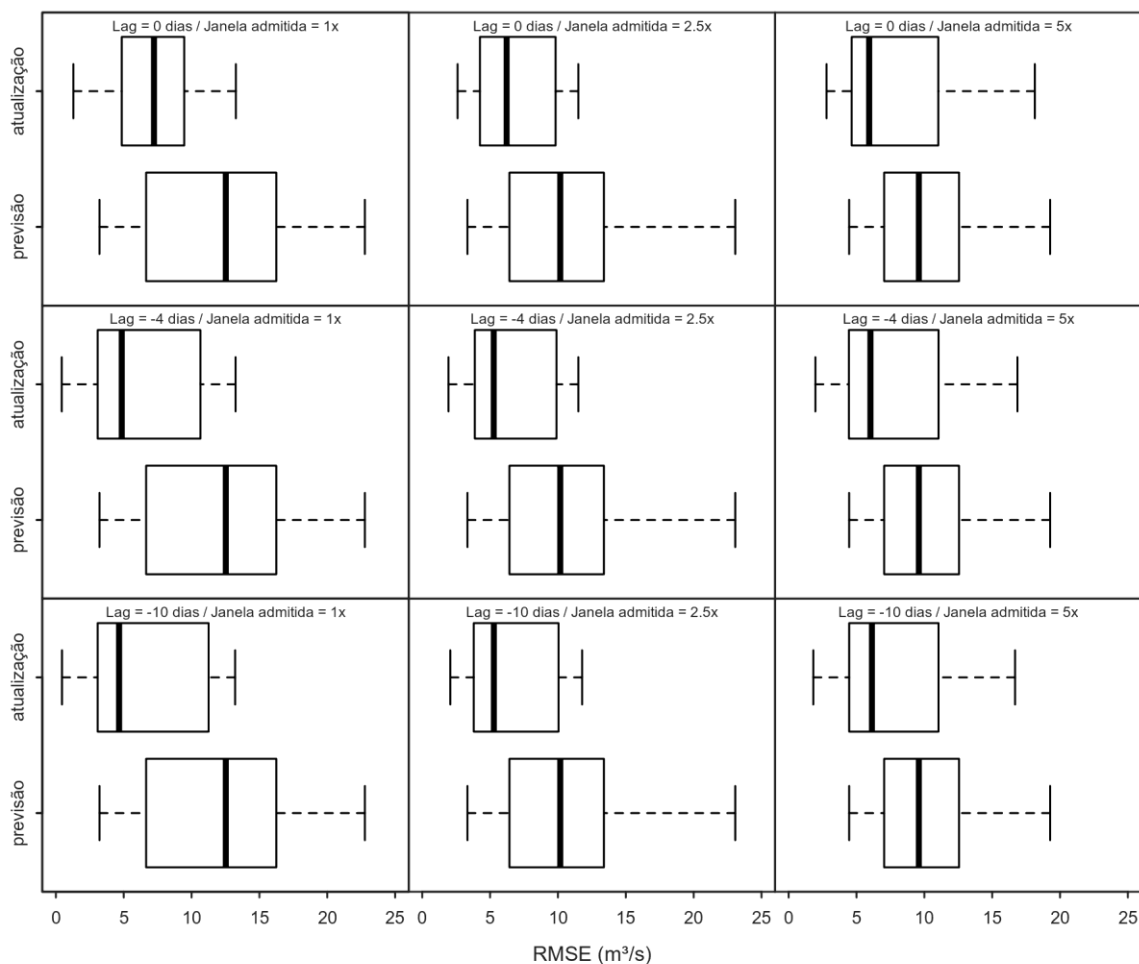 Lag = 0 dias / Janela admitida = 1x
Lag = 0 dias / Janela admitida = 2.5x
Lag = 0 dias / Janela admitida = 5x
atualização
previsão
Lag = -4 dias / Janela admitida = 1x
Lag = -4 dias / Janela admitida = 2.5x
Lag = -4 dias / Janela admitida = 5x
atualização
previsão
Lag = -10 dias / Janela admitida = 1x
Lag = -10 dias / Janela admitida = 2.5x
Lag = -10 dias / Janela admitida = 5x
atualização
previsão
0 5 10 15 20 25
0 5 10 15 20 25
0 5 10 15 20 25
RMSE (m³/s)